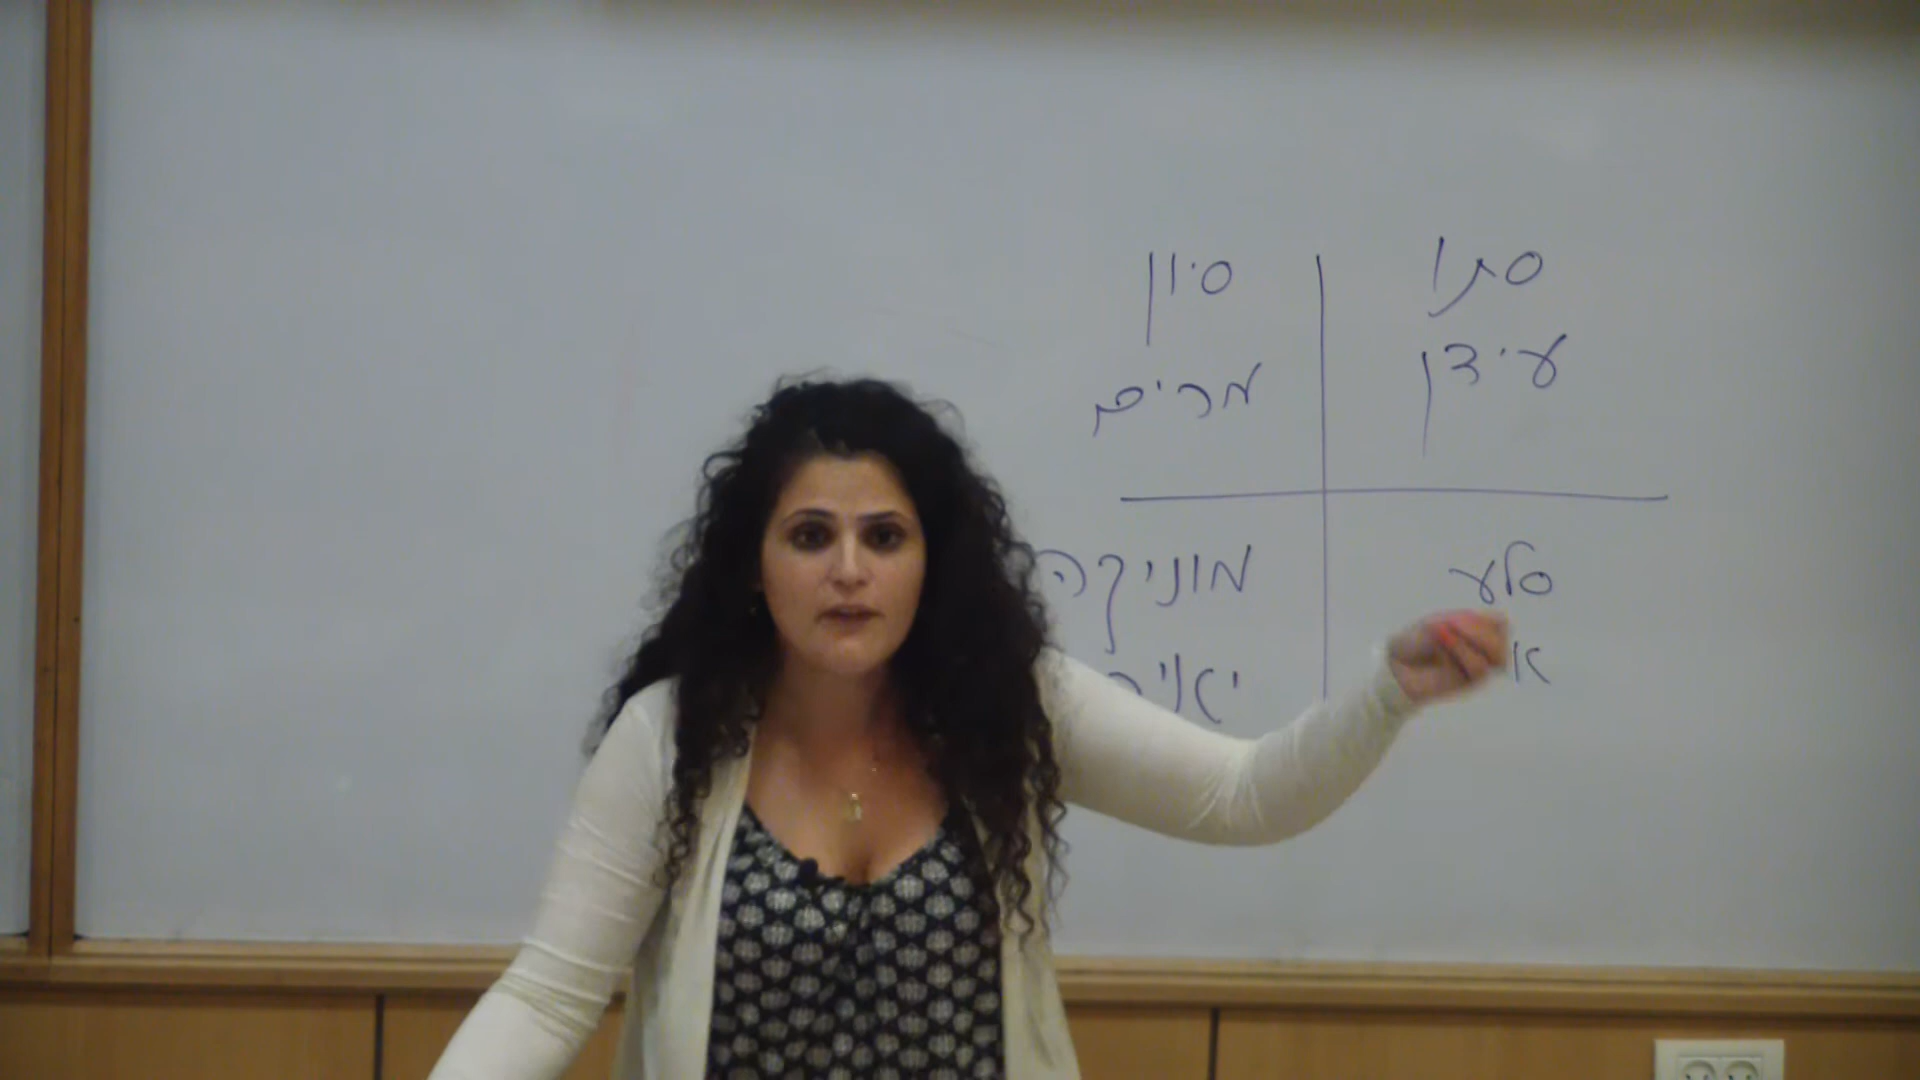 סתו
עידן
סיון
מרים
סלע
מוניקה